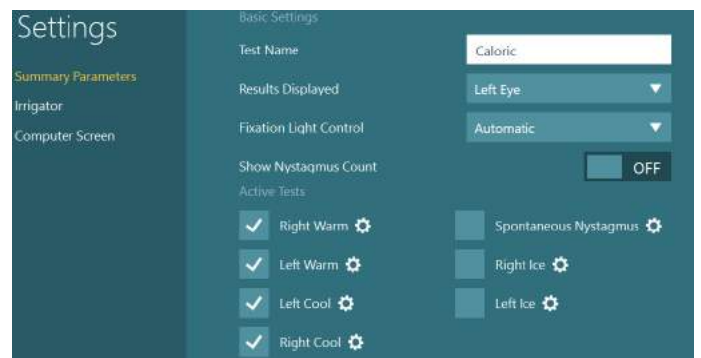 Settings
Summary Parameters
Irrigator
Computer Screen
Basic Settings
Test Name Caloric
Results Displayed Left Eye
Fixation Light Control Automatic
Show Nystagmus Count OFF
Active Tests
Right Warm Spontaneous Nystagmus
Left Warm Right Ice
Left Cool Left Ice
Right Cool